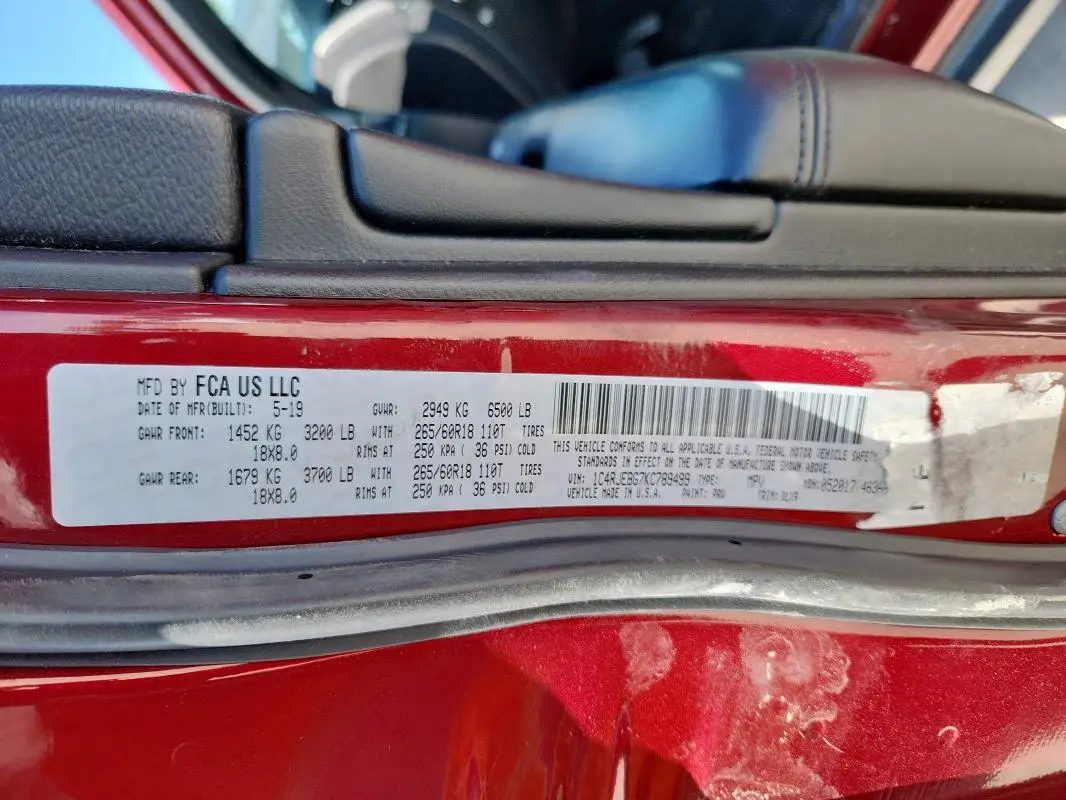 MFD BY FCA US LLC
DATE OF MFR(BUILT): 5-19 GVWR: 2949 KG 6500 LB
GAWR FRONT: 1452 KG 3200 LB WITH 265/60R18 110T TIRES
18X8.0 RIMS AT 250 KPA ( 36 PSI) COLD
GAWR REAR: 1679 KG 3700 LB WITH 265/60R18 110T TIRES
18X8.0 RIMS AT 250 KPA ( 36 PSI) COLD
THIS VEHICLE CONFORMS TO ALL APPLICABLE U.S.A. FEDERAL MOTOR VEHICLE SAFETY
STANDARDS IN EFFECT ON THE DATE OF MANUFACTURE SHOWN ABOVE.
VIN: 1C4RJEBG7KC789499 TYPE: MPV MDH: 052017
VEHICLE MADE IN U.S.A. PAINT: PRV TRIM: DLX9